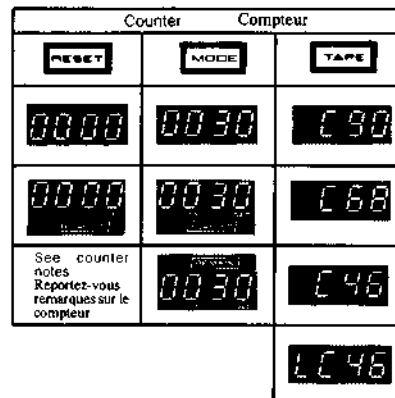 Counter Compteur
RESET MODE TAPE
0000 0030 C90
0000 0030 C68
See counter
notes
Reportez-vous
remarques sur le
compteur
0030 C46
LC46